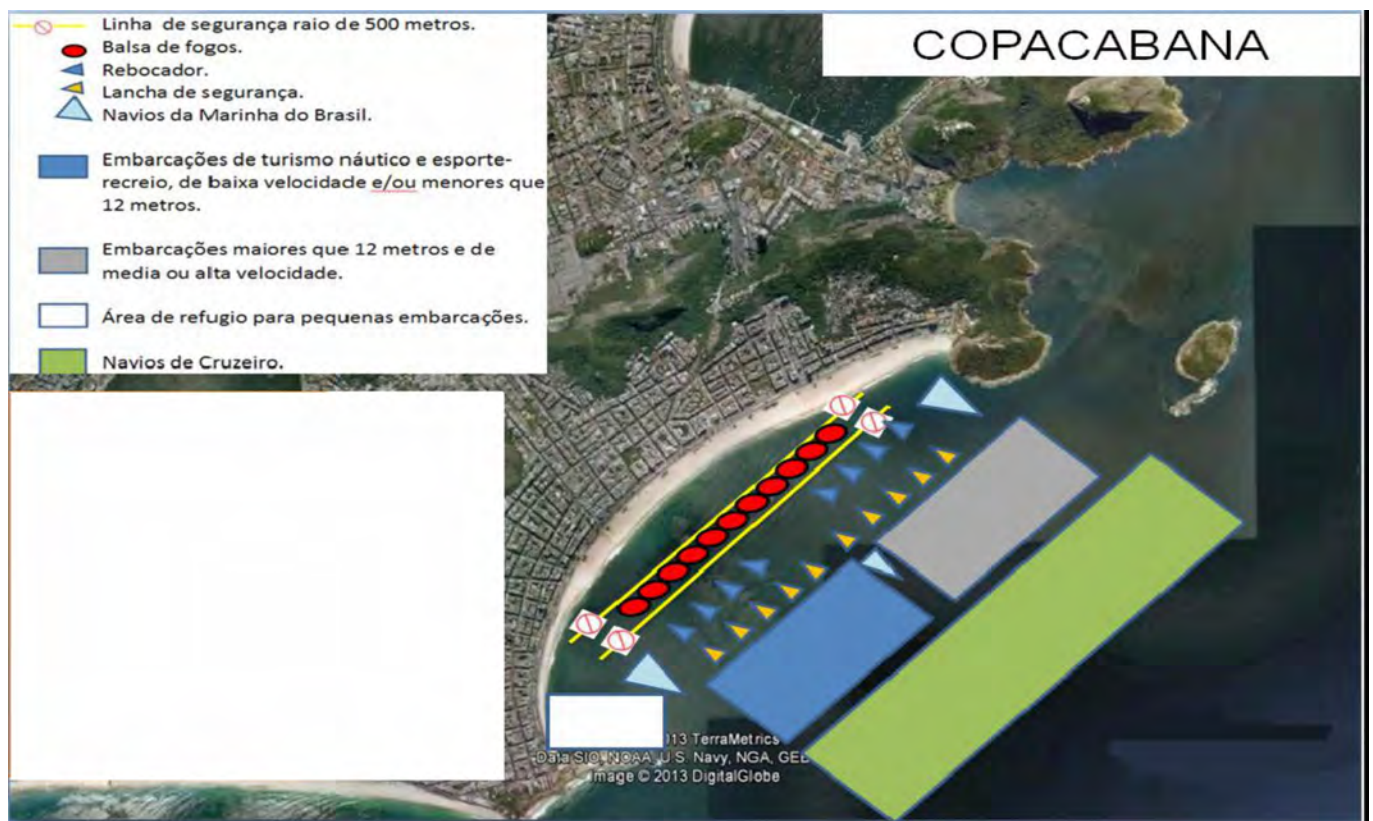 Linha de segurança raio de 500 metros.
Balsa de fogos.
Rebocador.
Lancha de segurança.
Navios da Marinha do Brasil.
Embarcações de turismo náutico e esporte-
recreio, de baixa velocidade e/ou menores que
12 metros.
Embarcações maiores que 12 metros e de
media ou alta velocidade.
Área de refugio para pequenas embarcações.
Navios de Cruzeiro.
COPACABANA
13 TerraMetrics
Data SIO, NOAA, U.S. Navy, NGA, GEB
Image © 2013 DigitalGlobe